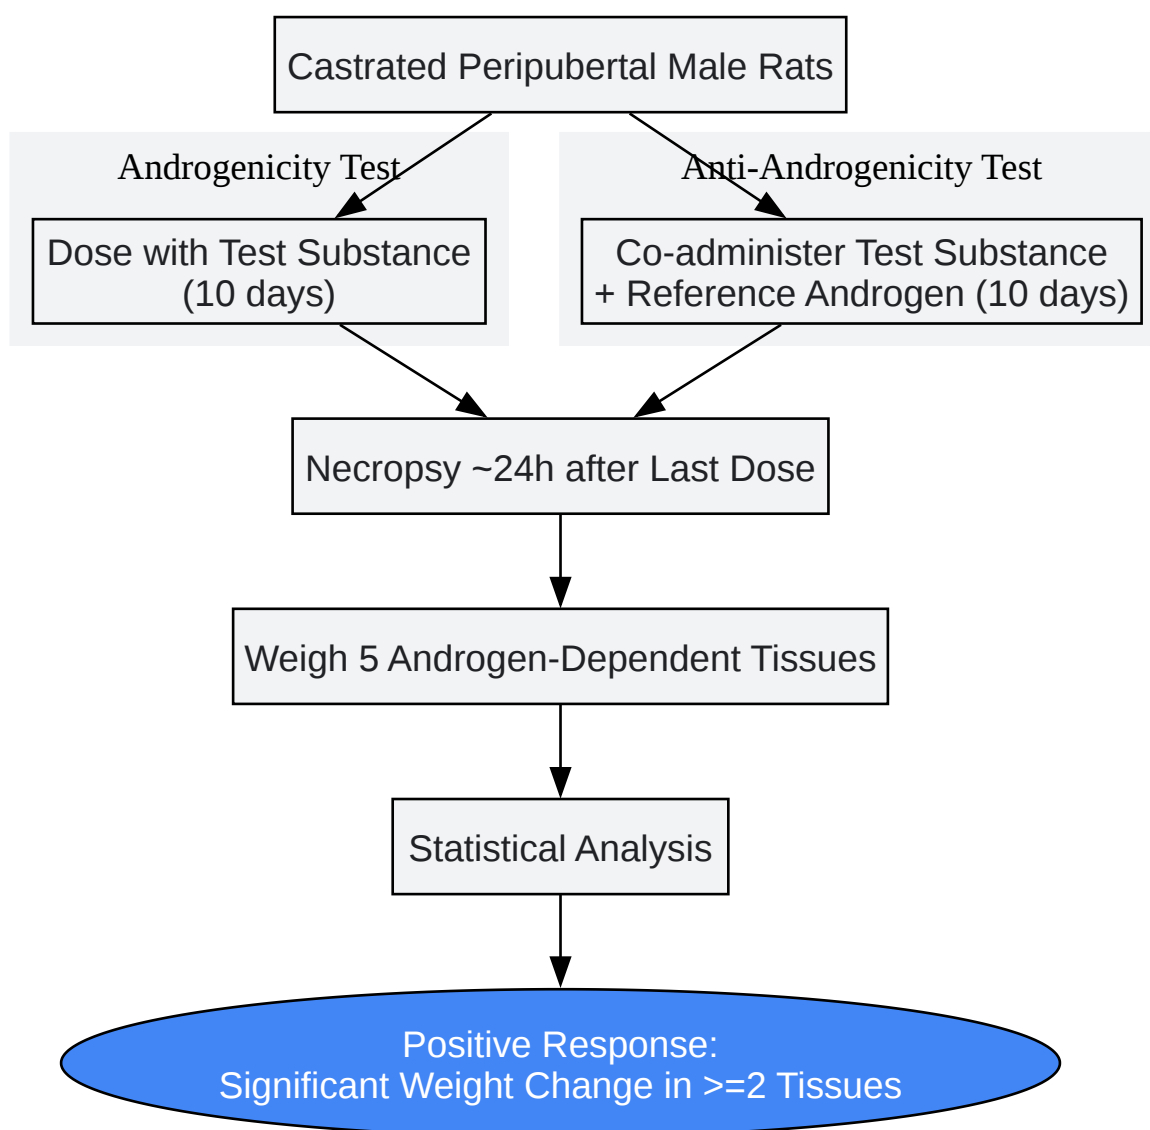 Castrated Peripubertal Male Rats
Androgenicity Test
Anti-Androgenicity Test
Dose with Test Substance
(10 days)
Co-administer Test Substance
+ Reference Androgen (10 days)
Necropsy ~24h after Last Dose
Weigh 5 Androgen-Dependent Tissues
Statistical Analysis
Positive Response:
Significant Weight Change in >=2 Tissues